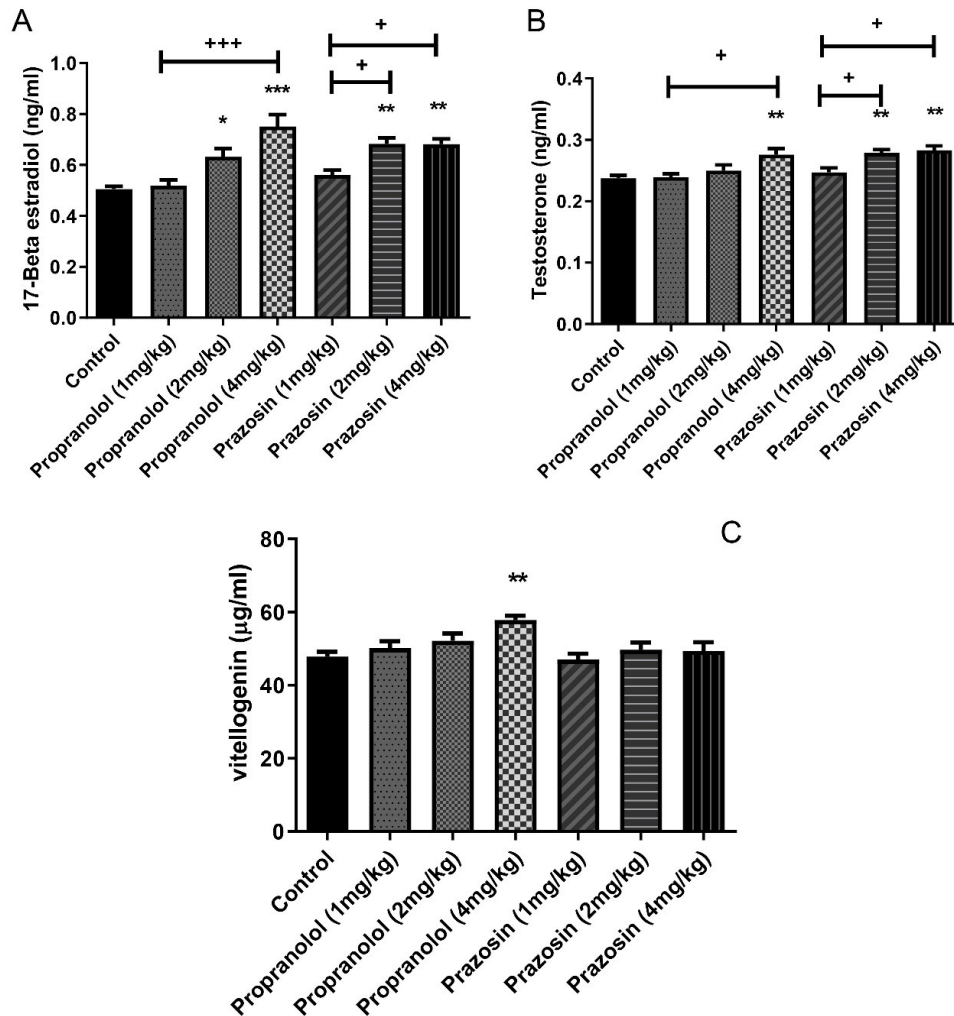 A
17-Beta estradiol (ng/ml)
1.0
0.8
0.6
0.4
0.2
0.0
+++
+
+
*
***
**
**
Control
Propranolol (1mg/kg)
Propranolol (2mg/kg)
Propranolol (4mg/kg)
Prazosin (1mg/kg)
Prazosin (2mg/kg)
Prazosin (4mg/kg)
B
Testosterone (ng/ml)
0.4
0.3
0.2
0.1
0.0
+
+
+
**
**
**
Control
Propranolol (1mg/kg)
Propranolol (2mg/kg)
Propranolol (4mg/kg)
Prazosin (1mg/kg)
Prazosin (2mg/kg)
Prazosin (4mg/kg)
C
vitellogenin (µg/ml)
80
60
40
20
0
**
Control
Propranolol (1mg/kg)
Propranolol (2mg/kg)
Propranolol (4mg/kg)
Prazosin (1mg/kg)
Prazosin (2mg/kg)
Prazosin (4mg/kg)